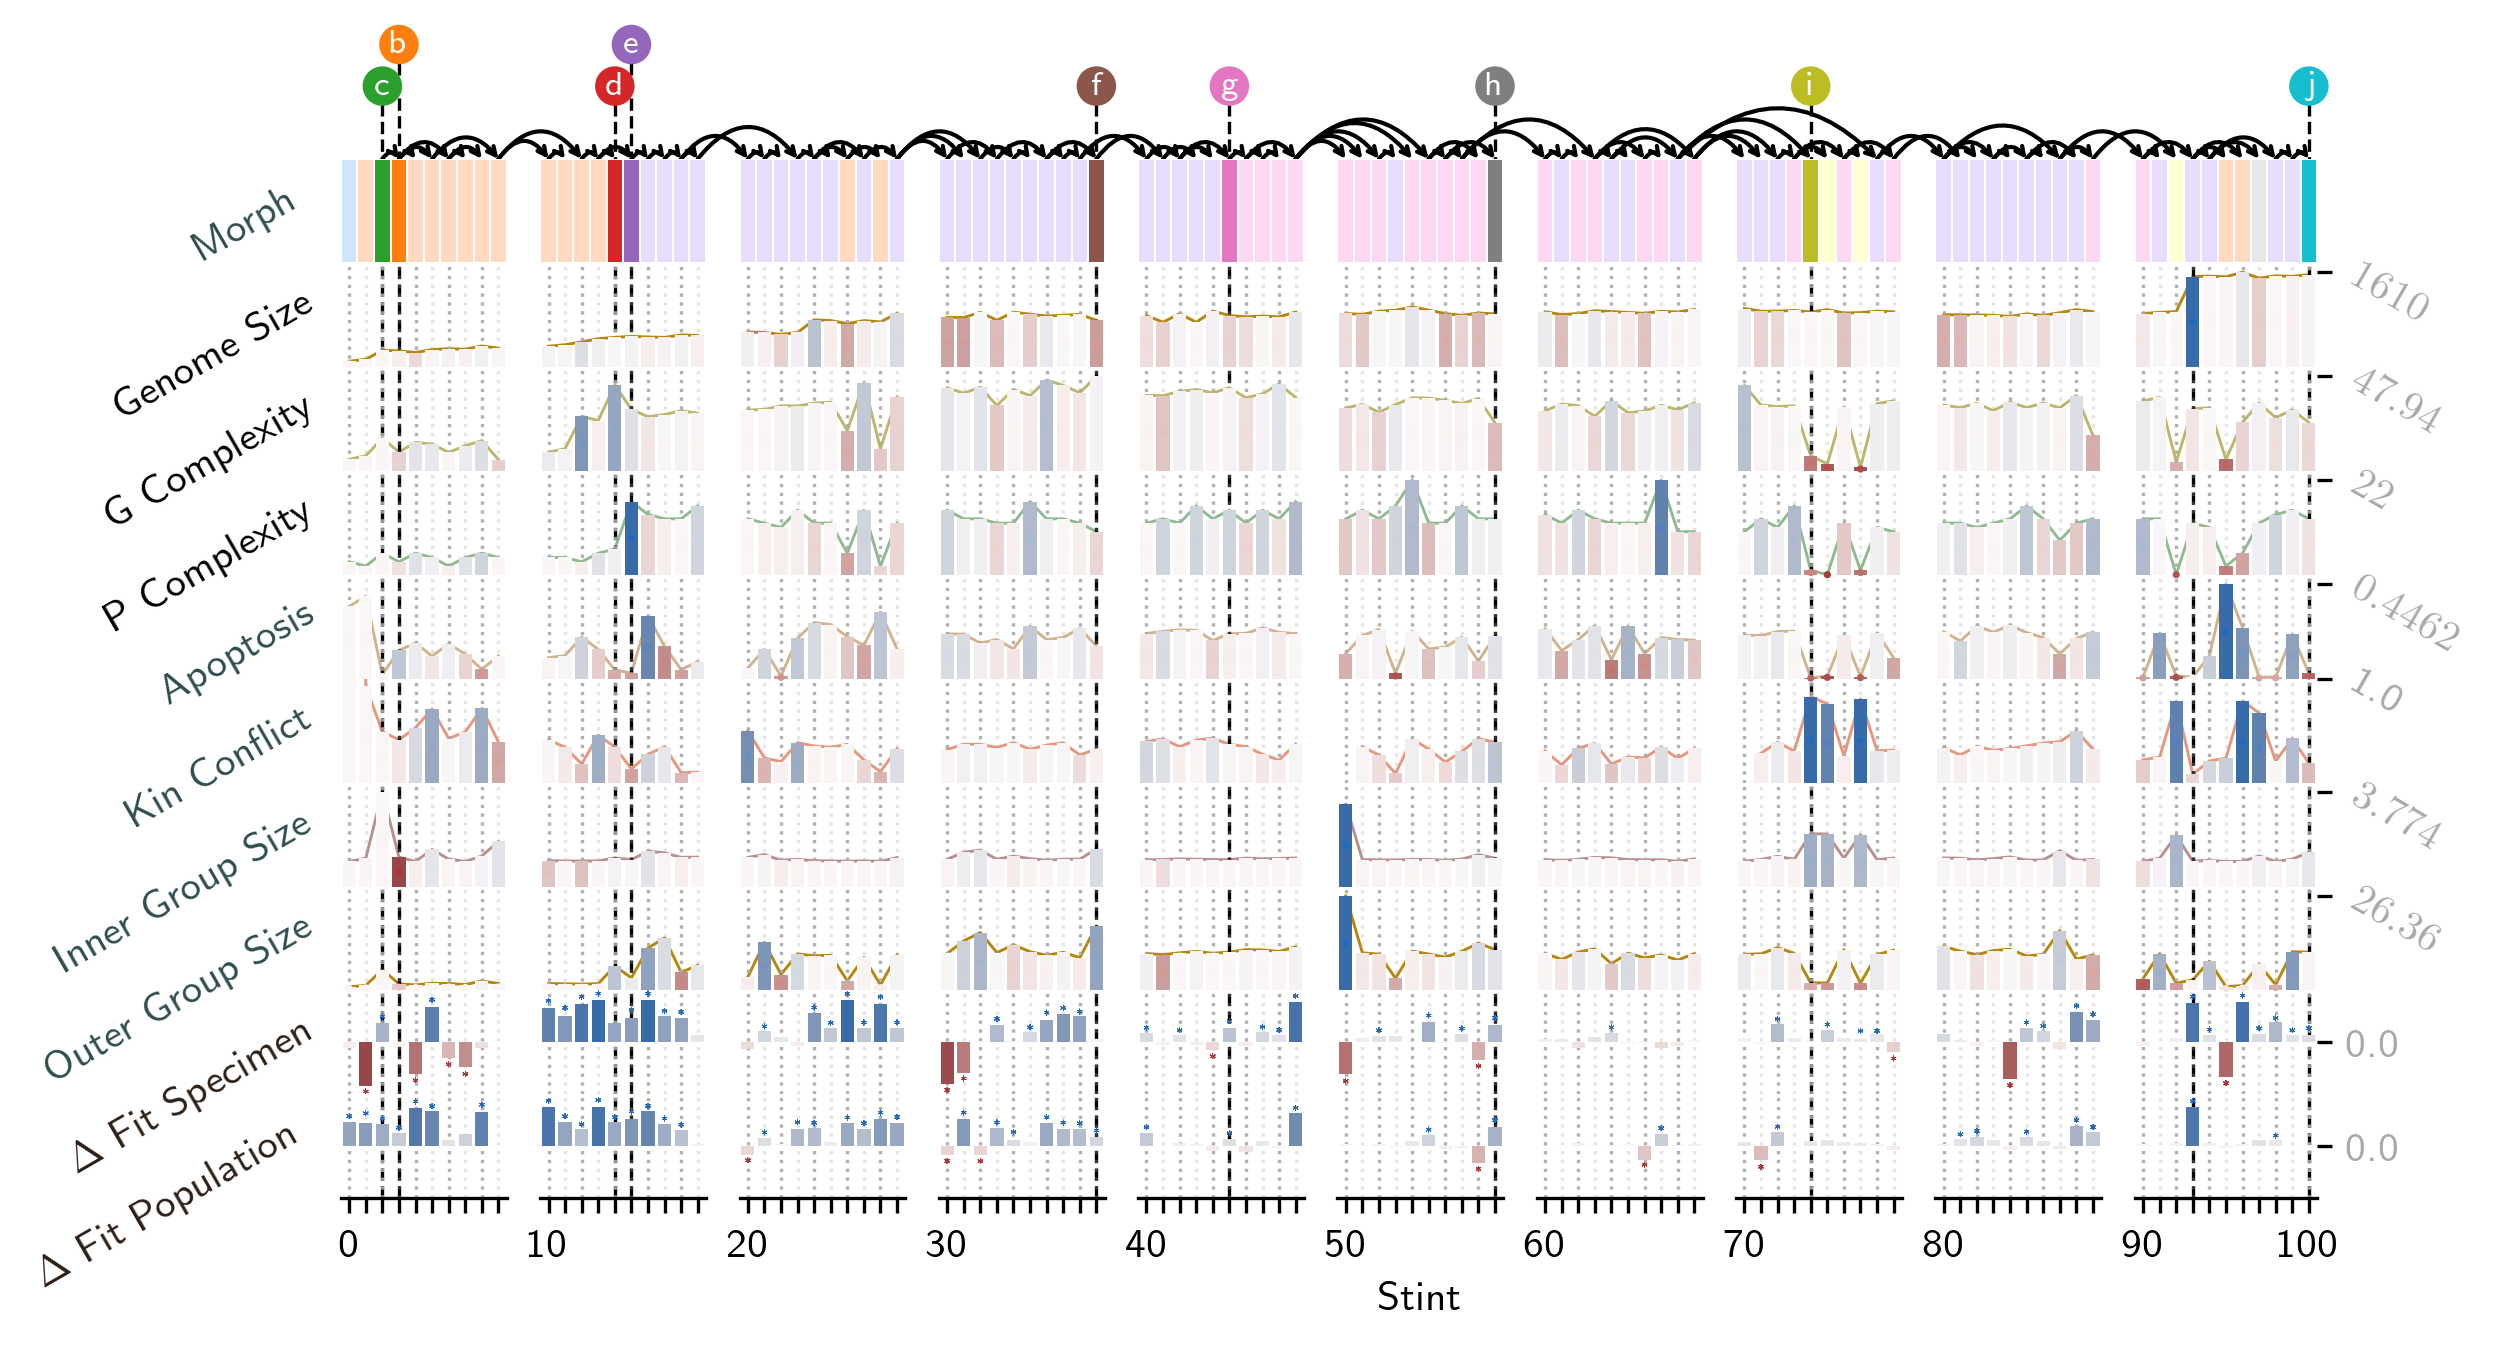 b
e
c
d
f
g
h
i
j
Morph
Genome Size
1610
G Complexity
47.94
P Complexity
22
Apoptosis
0.4462
Kin Conflict
1.0
Inner Group Size
3.774
Outer Group Size
26.36
Δ Fit Specimen
0.0
Δ Fit Population
0.0
0 10 20 30 40 50 60 70 80 90 100
Stint